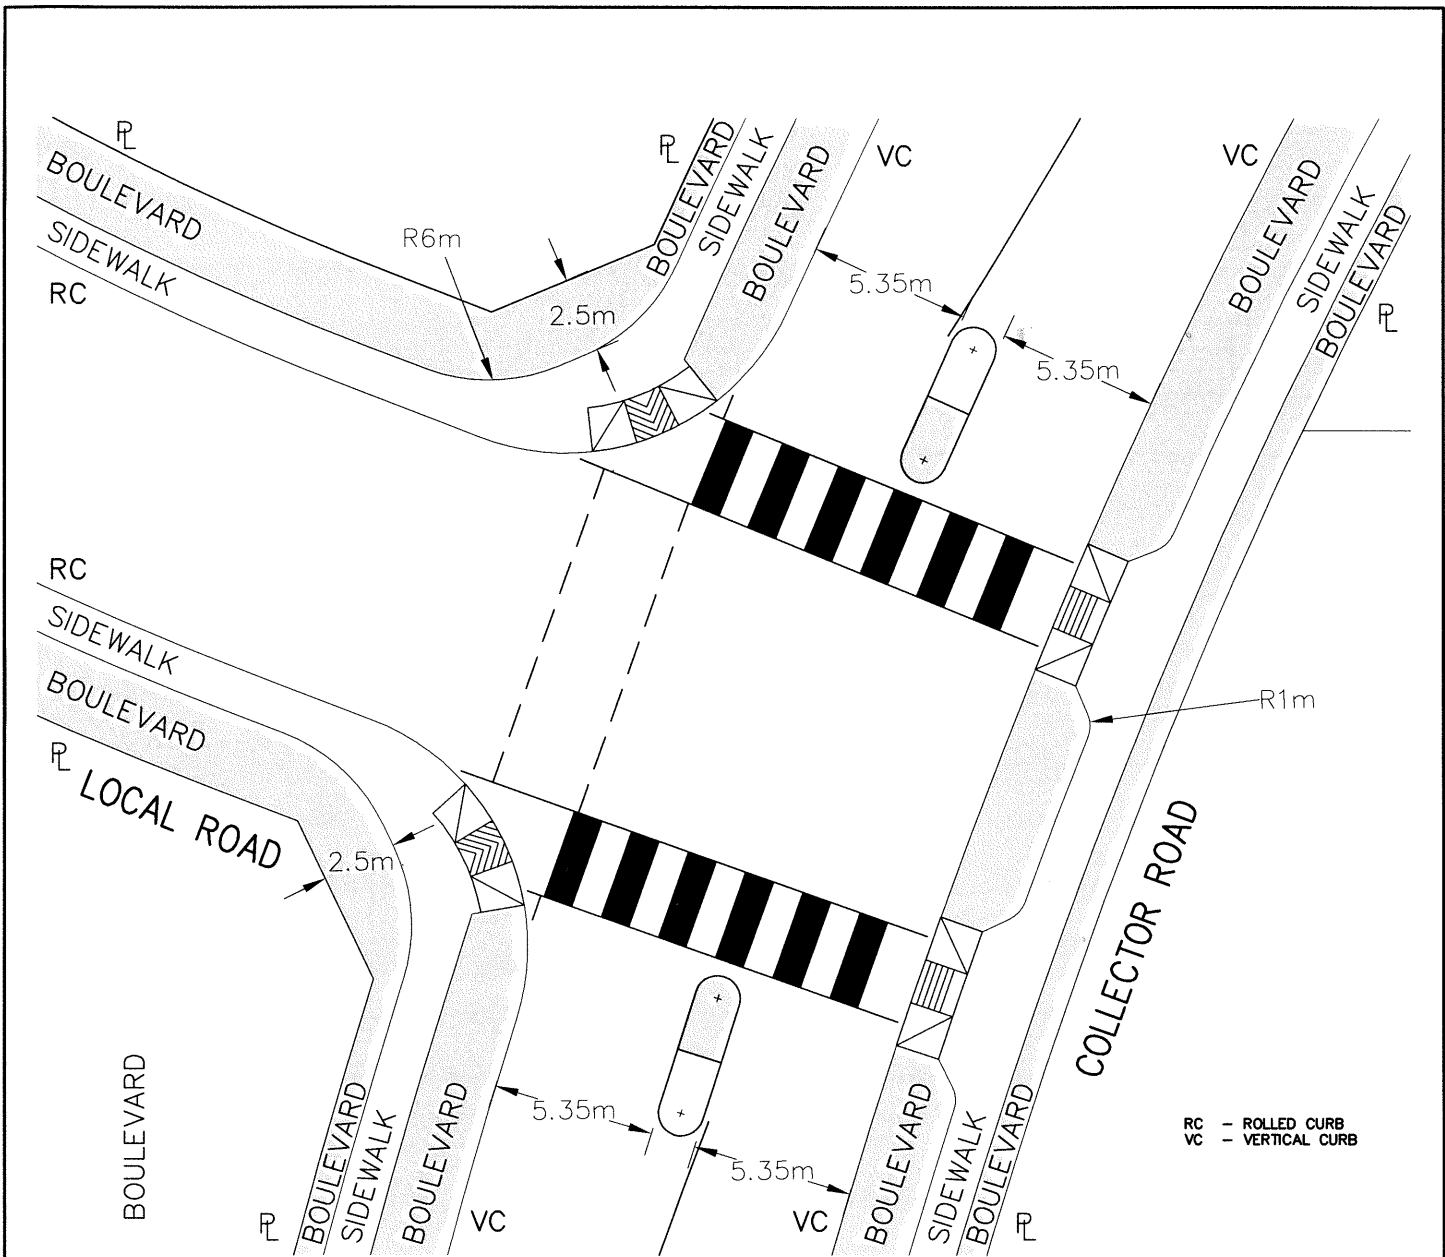 PL
PL
VC
VC
BOULEVARD
SIDEWALK
RC
R6m
2.5m
BOULEVARD
SIDEWALK
BOULEVARD
5.35m
5.35m
BOULEVARD
SIDEWALK
BOULEVARD
PL
RC
SIDEWALK
BOULEVARD
PL
LOCAL ROAD
2.5m
R1m
COLLECTOR ROAD
BOULEVARD
BOULEVARD
SIDEWALK
BOULEVARD
5.35m
5.35m
BOULEVARD
SIDEWALK
BOULEVARD
RC - ROLLED CURB
VC - VERTICAL CURB
PL
VC
VC
PL